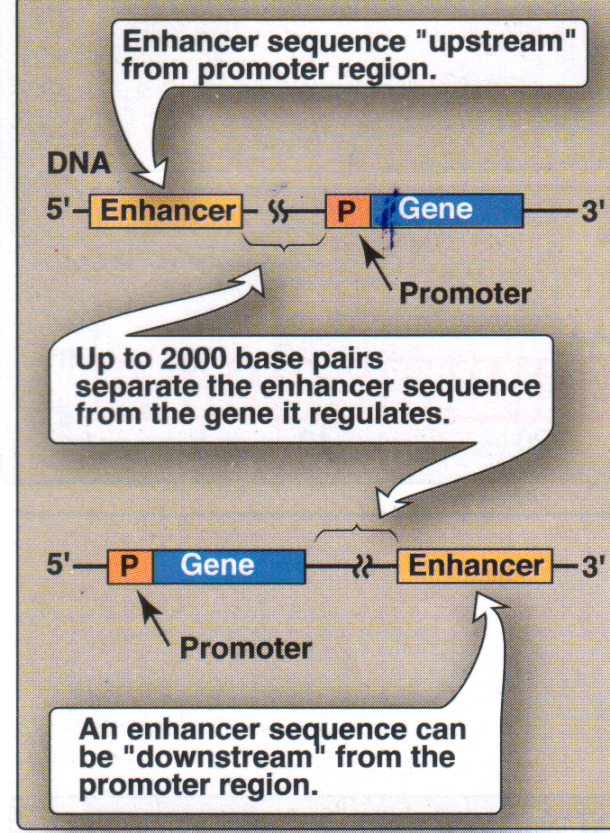 Enhancer sequence "upstream"
from promoter region.
DNA
5'
Enhancer
P
Gene
3'
Promoter
Up to 2000 base pairs
separate the enhancer sequence
from the gene it regulates.
5'
P
Gene
Enhancer
3'
Promoter
An enhancer sequence can
be "downstream" from the
promoter region.